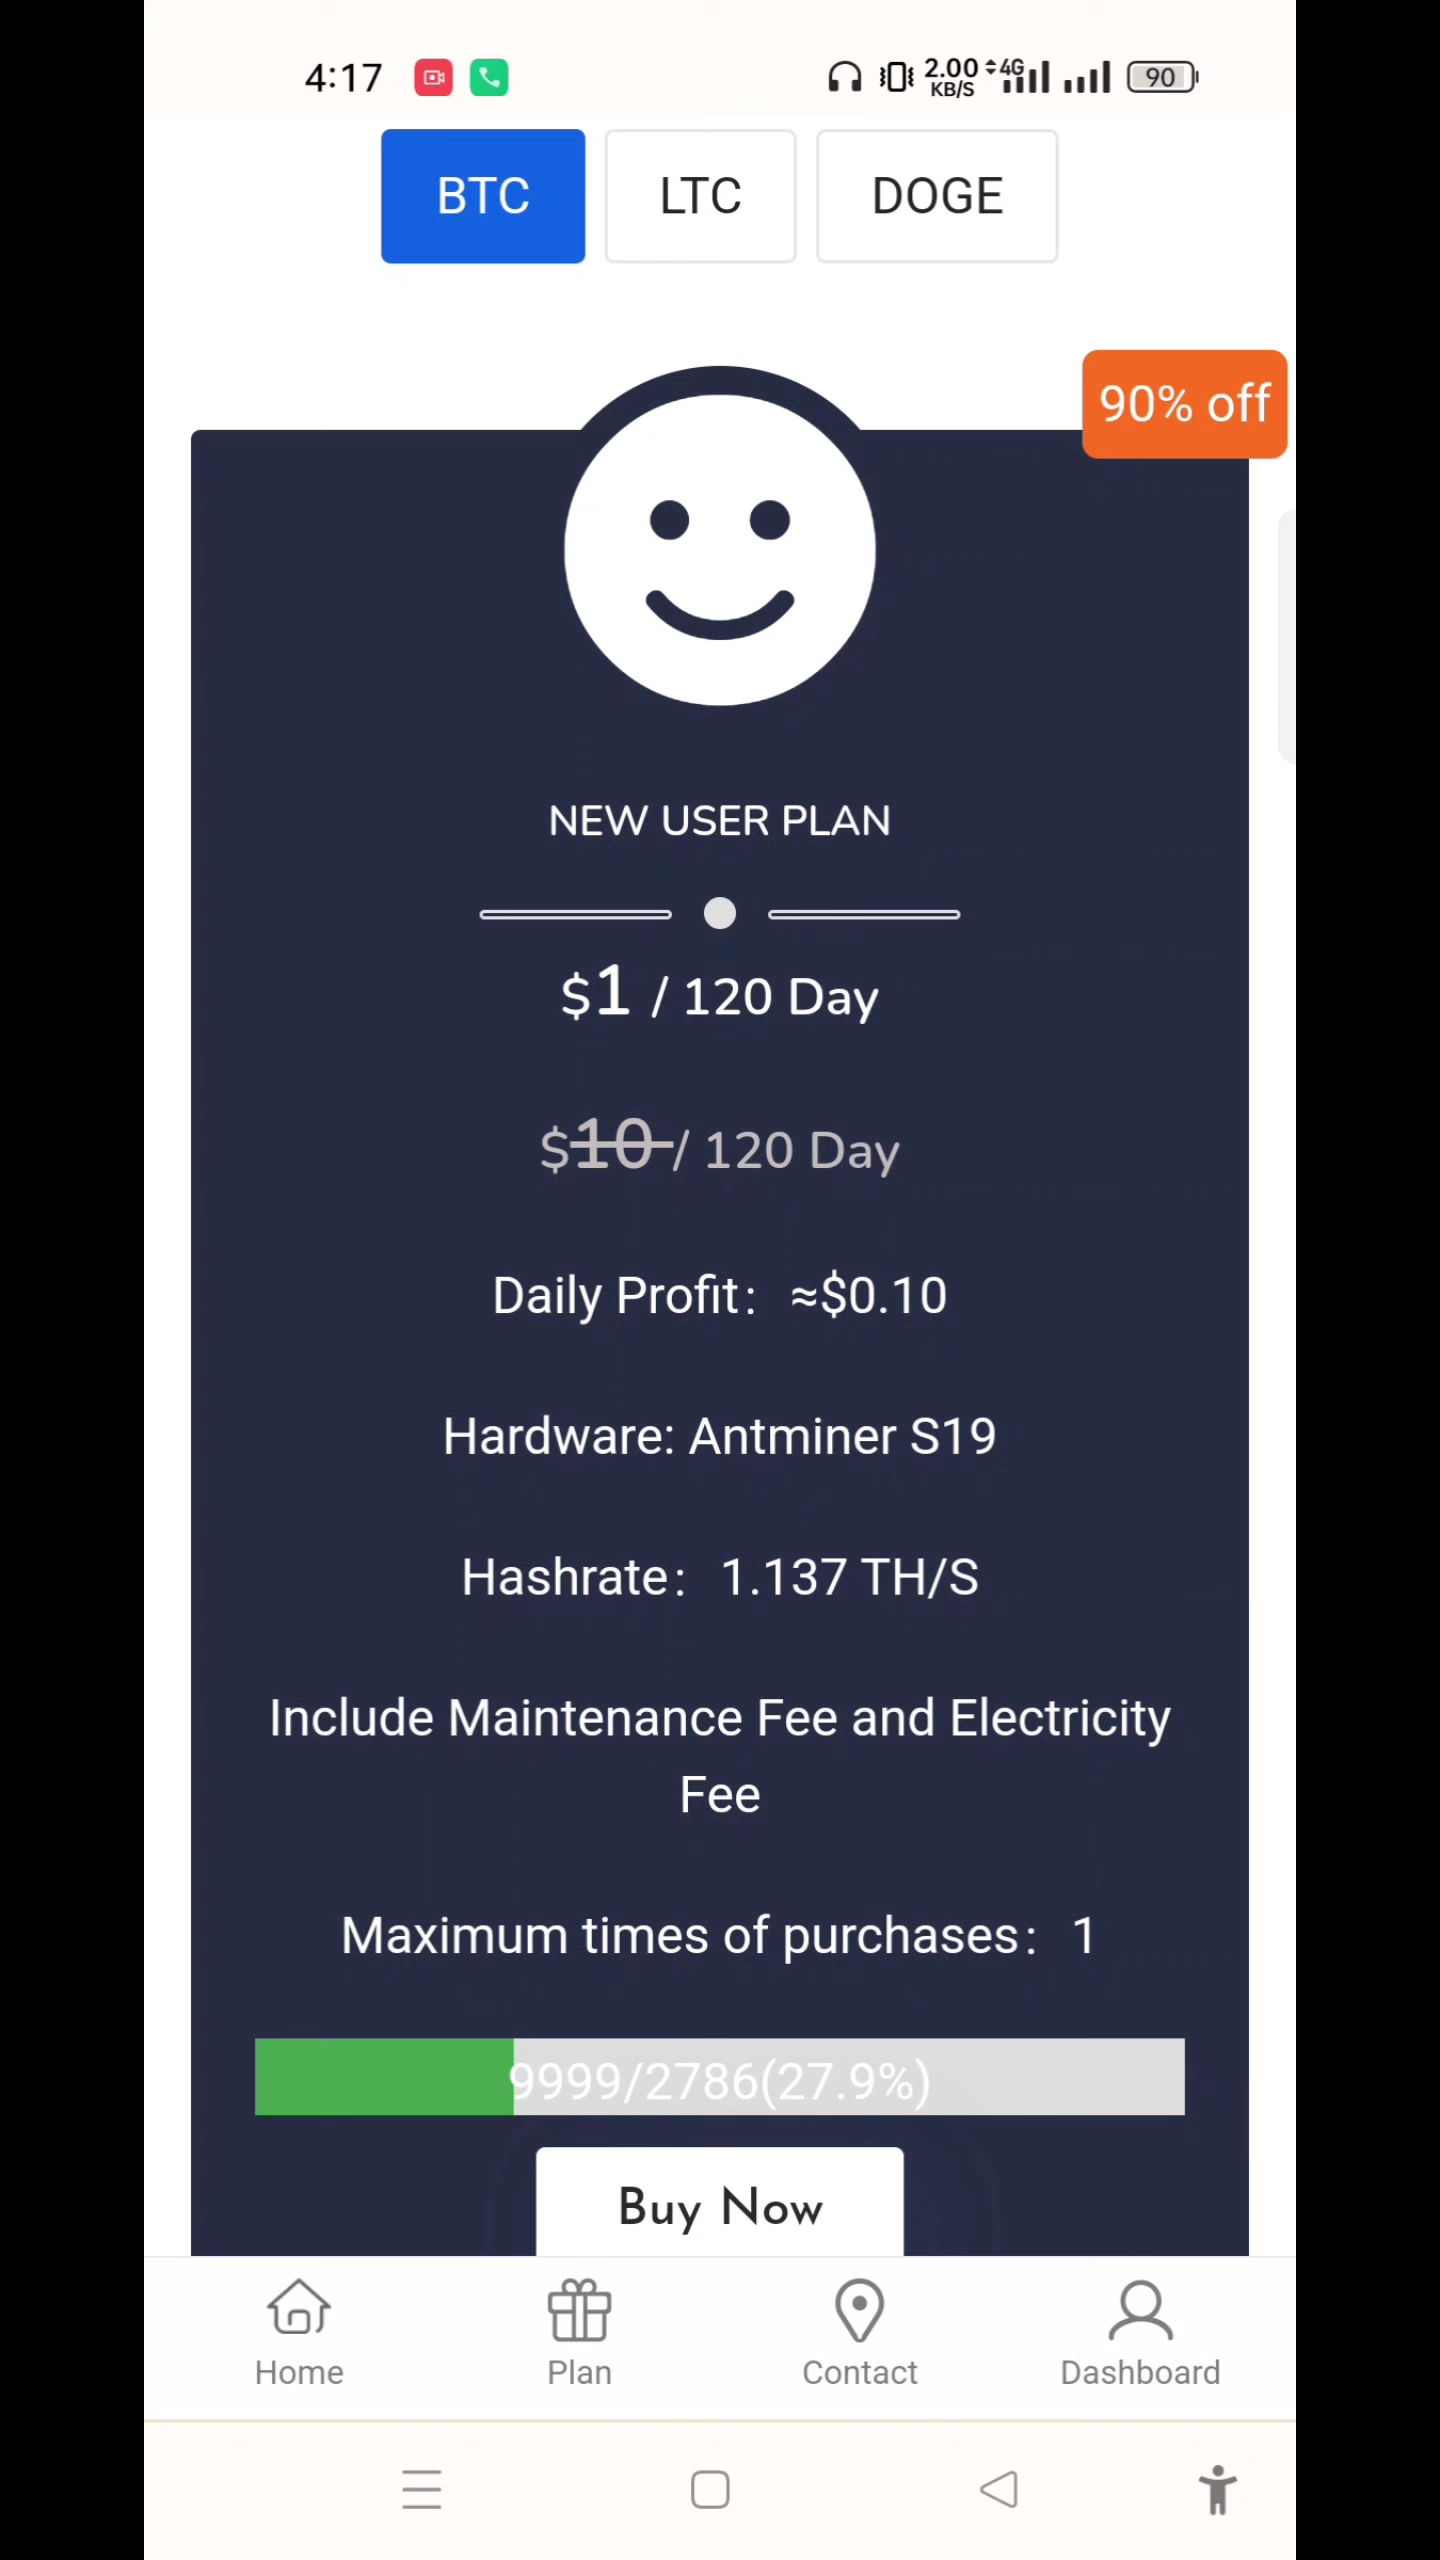 4:17
2.00
KB/S
4G
90
BTC
LTC
DOGE
90% off
NEW USER PLAN
$1 / 120 Day
$10 / 120 Day
Daily Profit: ≈$0.10
Hardware: Antminer S19
Hashrate: 1.137 TH/S
Include Maintenance Fee and Electricity
Fee
Maximum times of purchases: 1
9999/2786(27.9%)
Buy Now
Home
Plan
Contact
Dashboard